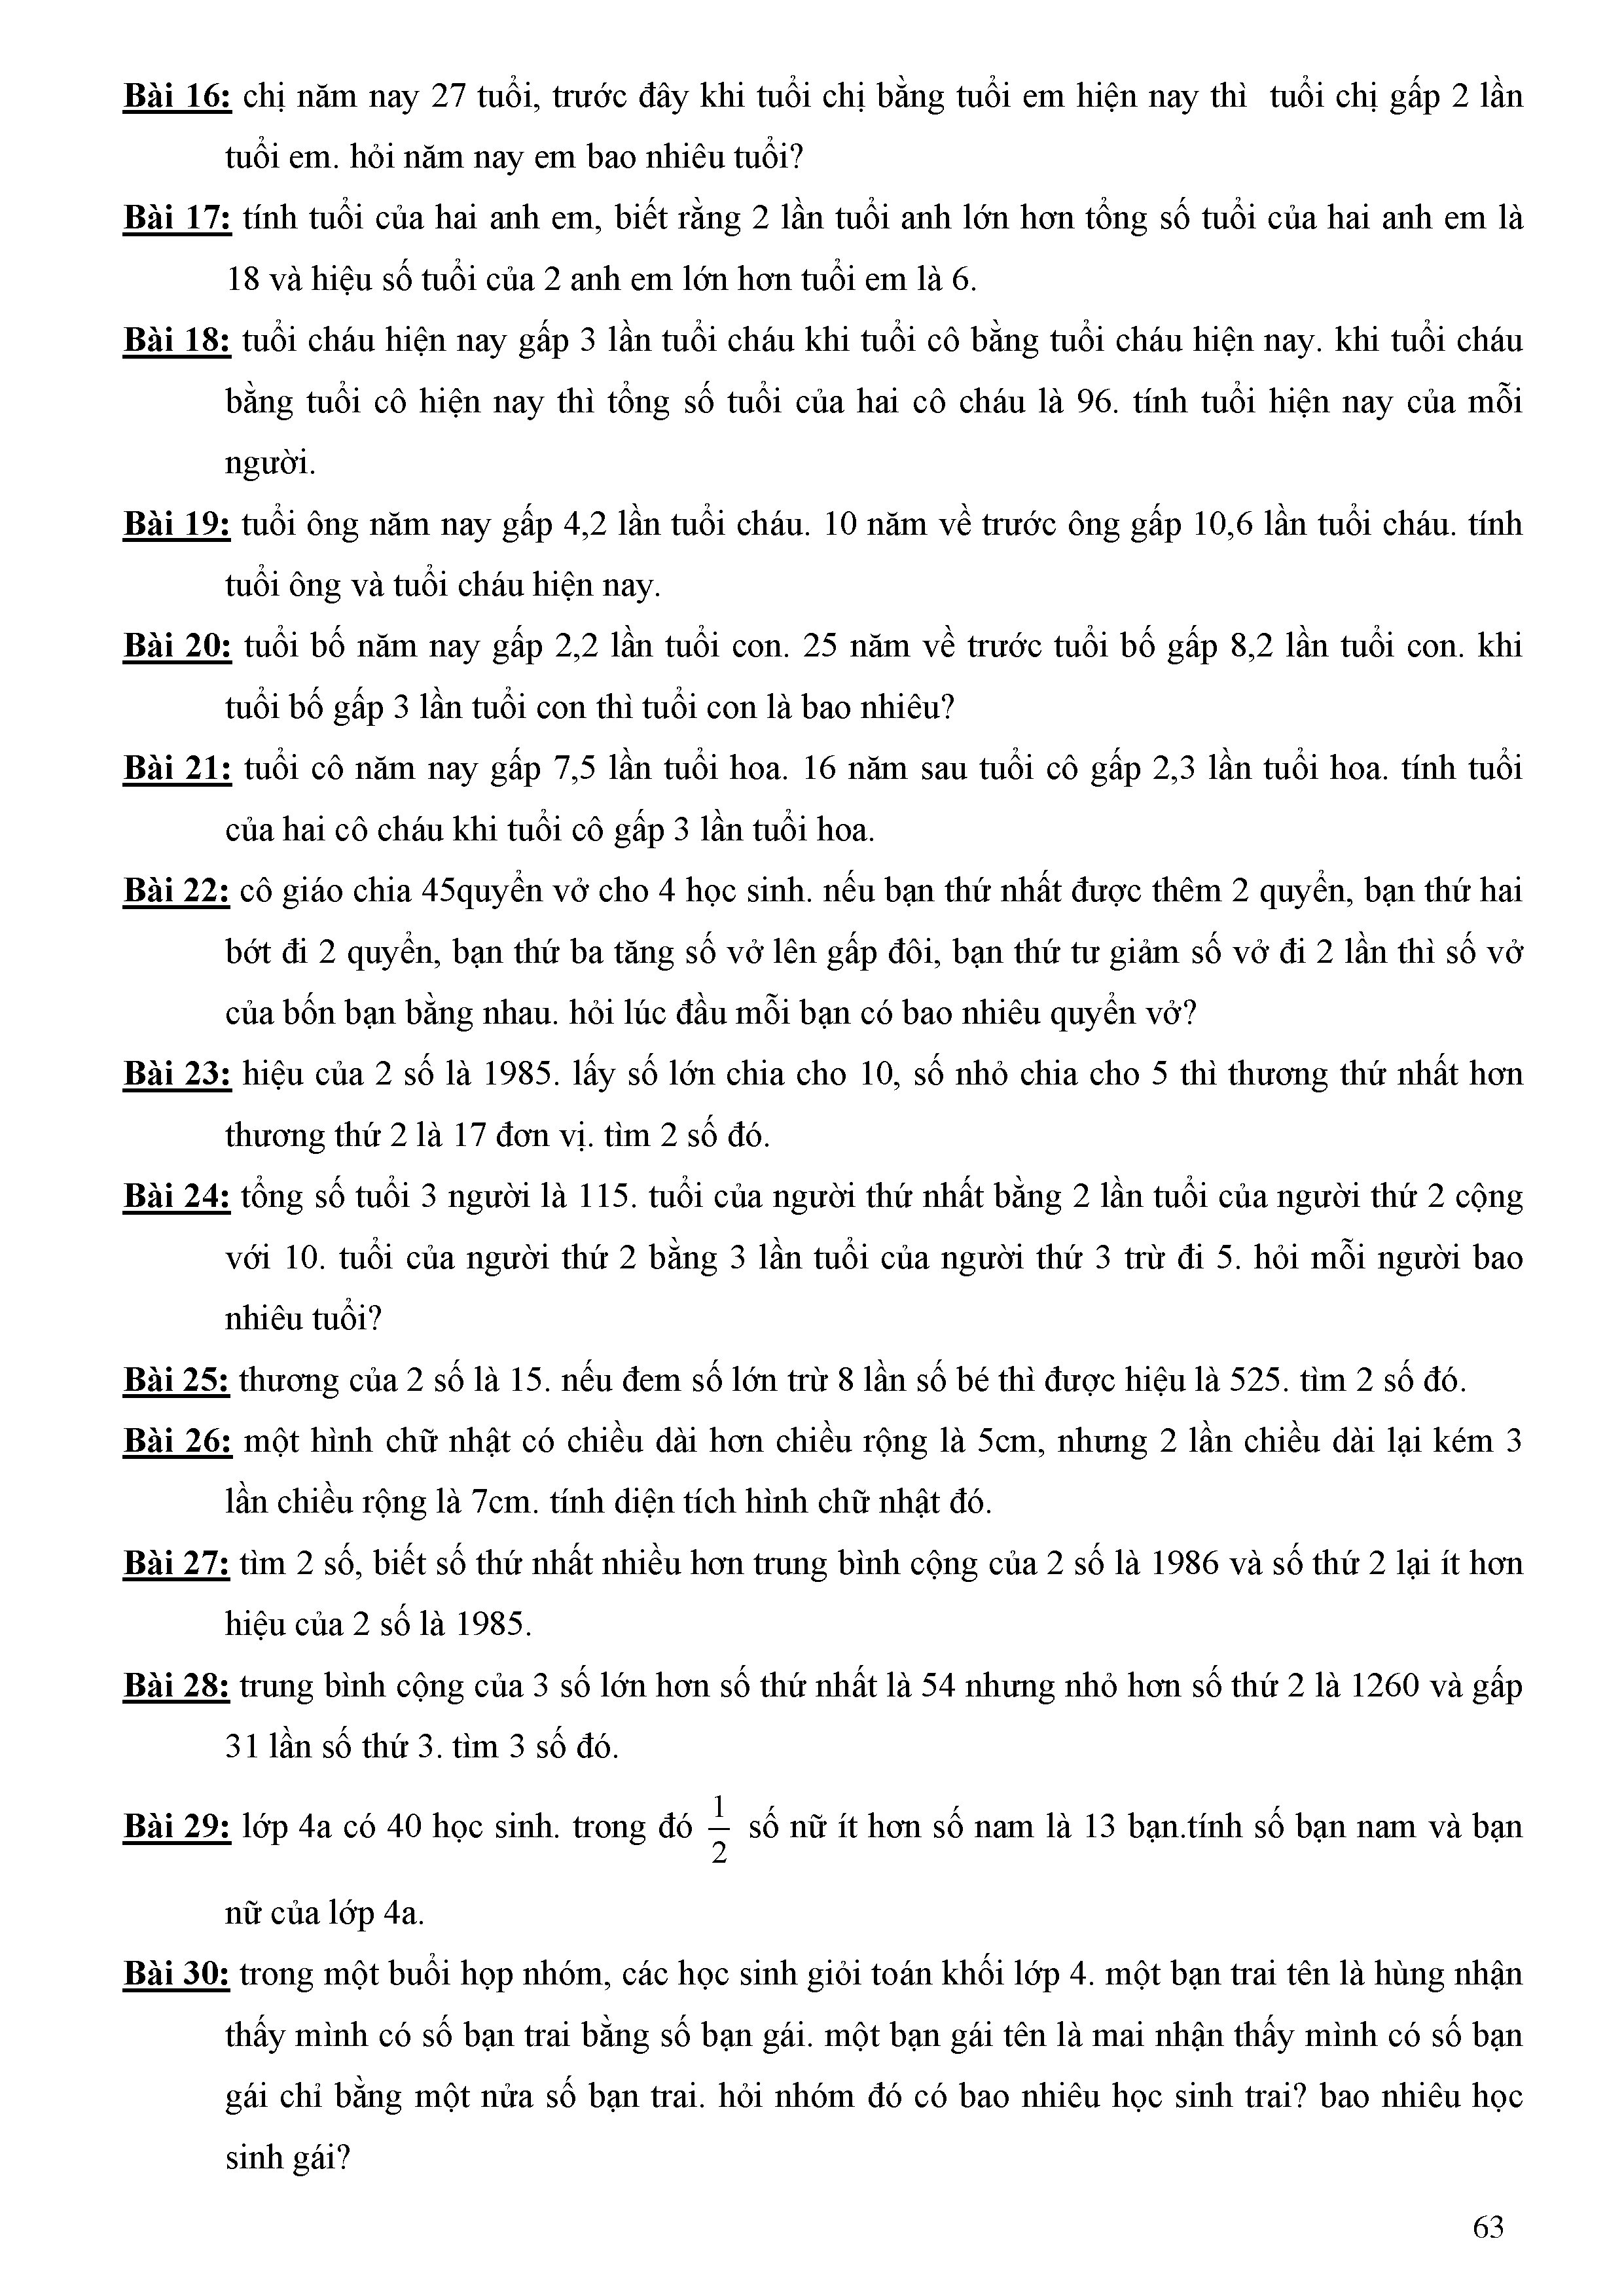 Bài 16: chị năm nay 27 tuổi, trước đây khi tuổi chị bằng tuổi em hiện nay thì tuổi chị gấp 2 lần
tuổi em. hỏi năm nay em bao nhiêu tuổi?
Bài 17: tính tuổi của hai anh em, biết rằng 2 lần tuổi anh lớn hơn tổng số tuổi của hai anh em là
18 và hiệu số tuổi của 2 anh em lớn hơn tuổi em là 6.
Bài 18: tuổi cháu hiện nay gấp 3 lần tuổi cháu khi tuổi cô bằng tuổi cháu hiện nay. khi tuổi cháu
bằng tuổi cô hiện nay thì tổng số tuổi của hai cô cháu là 96. tính tuổi hiện nay của mỗi
người.
Bài 19: tuổi ông năm nay gấp 4,2 lần tuổi cháu. 10 năm về trước ông gấp 10,6 lần tuổi cháu. tính
tuổi ông và tuổi cháu hiện nay.
Bài 20: tuổi bố năm nay gấp 2,2 lần tuổi con. 25 năm về trước tuổi bố gấp 8,2 lần tuổi con. khi
tuổi bố gấp 3 lần tuổi con thì tuổi con là bao nhiêu?
Bài 21: tuổi cô năm nay gấp 7,5 lần tuổi hoa. 16 năm sau tuổi cô gấp 2,3 lần tuổi hoa. tính tuổi
của hai cô cháu khi tuổi cô gấp 3 lần tuổi hoa.
Bài 22: cô giáo chia 45quyển vở cho 4 học sinh. nếu bạn thứ nhất được thêm 2 quyển, bạn thứ hai
bớt đi 2 quyển, bạn thứ ba tăng số vở lên gấp đôi, bạn thứ tư giảm số vở đi 2 lần thì số vở
của bốn bạn bằng nhau. hỏi lúc đầu mỗi bạn có bao nhiêu quyển vở?
Bài 23: hiệu của 2 số là 1985. lấy số lớn chia cho 10, số nhỏ chia cho 5 thì thương thứ nhất hơn
thương thứ 2 là 17 đơn vị. tìm 2 số đó.
Bài 24: tổng số tuổi 3 người là 115. tuổi của người thứ nhất bằng 2 lần tuổi của người thứ 2 cộng
với 10. tuổi của người thứ 2 bằng 3 lần tuổi của người thứ 3 trừ đi 5. hỏi mỗi người bao
nhiêu tuổi?
Bài 25: thương của 2 số là 15. nếu đem số lớn trừ 8 lần số bé thì được hiệu là 525. tìm 2 số đó.
Bài 26: một hình chữ nhật có chiều dài hơn chiều rộng là 5cm, nhưng 2 lần chiều dài lại kém 3
lần chiều rộng là 7cm. tính diện tích hình chữ nhật đó.
Bài 27: tìm 2 số, biết số thứ nhất nhiều hơn trung bình cộng của 2 số là 1986 và số thứ 2 lại ít hơn
hiệu của 2 số là 1985.
Bài 28: trung bình cộng của 3 số lớn hơn số thứ nhất là 54 nhưng nhỏ hơn số thứ 2 là 1260 và gấp
31 lần số thứ 3. tìm 3 số đó.
Bài 29: lớp 4a có 40 học sinh. trong đó 1/2 số nữ ít hơn số nam là 13 bạn.tính số bạn nam và bạn
nữ của lớp 4a.
Bài 30: trong một buổi họp nhóm, các học sinh giỏi toán khối lớp 4. một bạn trai tên là hùng nhận
thấy mình có số bạn trai bằng số bạn gái. một bạn gái tên là mai nhận thấy mình có số bạn
gái chỉ bằng một nửa số bạn trai. hỏi nhóm đó có bao nhiêu học sinh trai? bao nhiêu học
sinh gái?
63